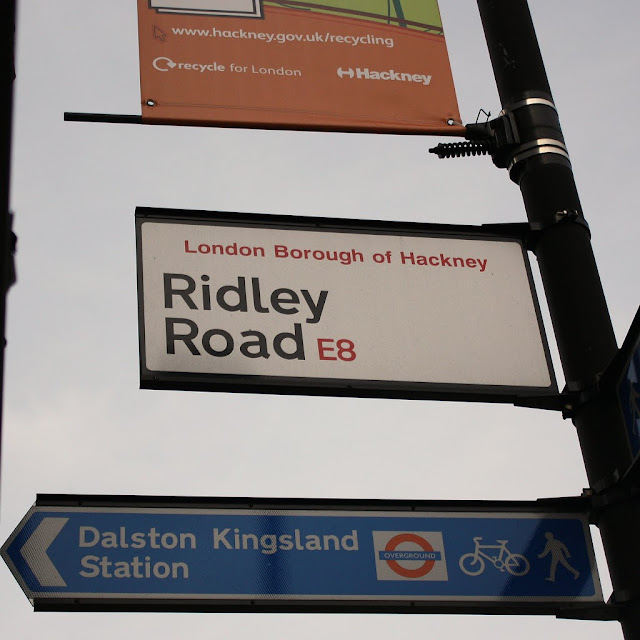 www.hackney.gov.uk/recycling
recycle for London
Hackney
London Borough of Hackney
Ridley
Road E8
Dalston Kingsland
Station
OVERGROUND